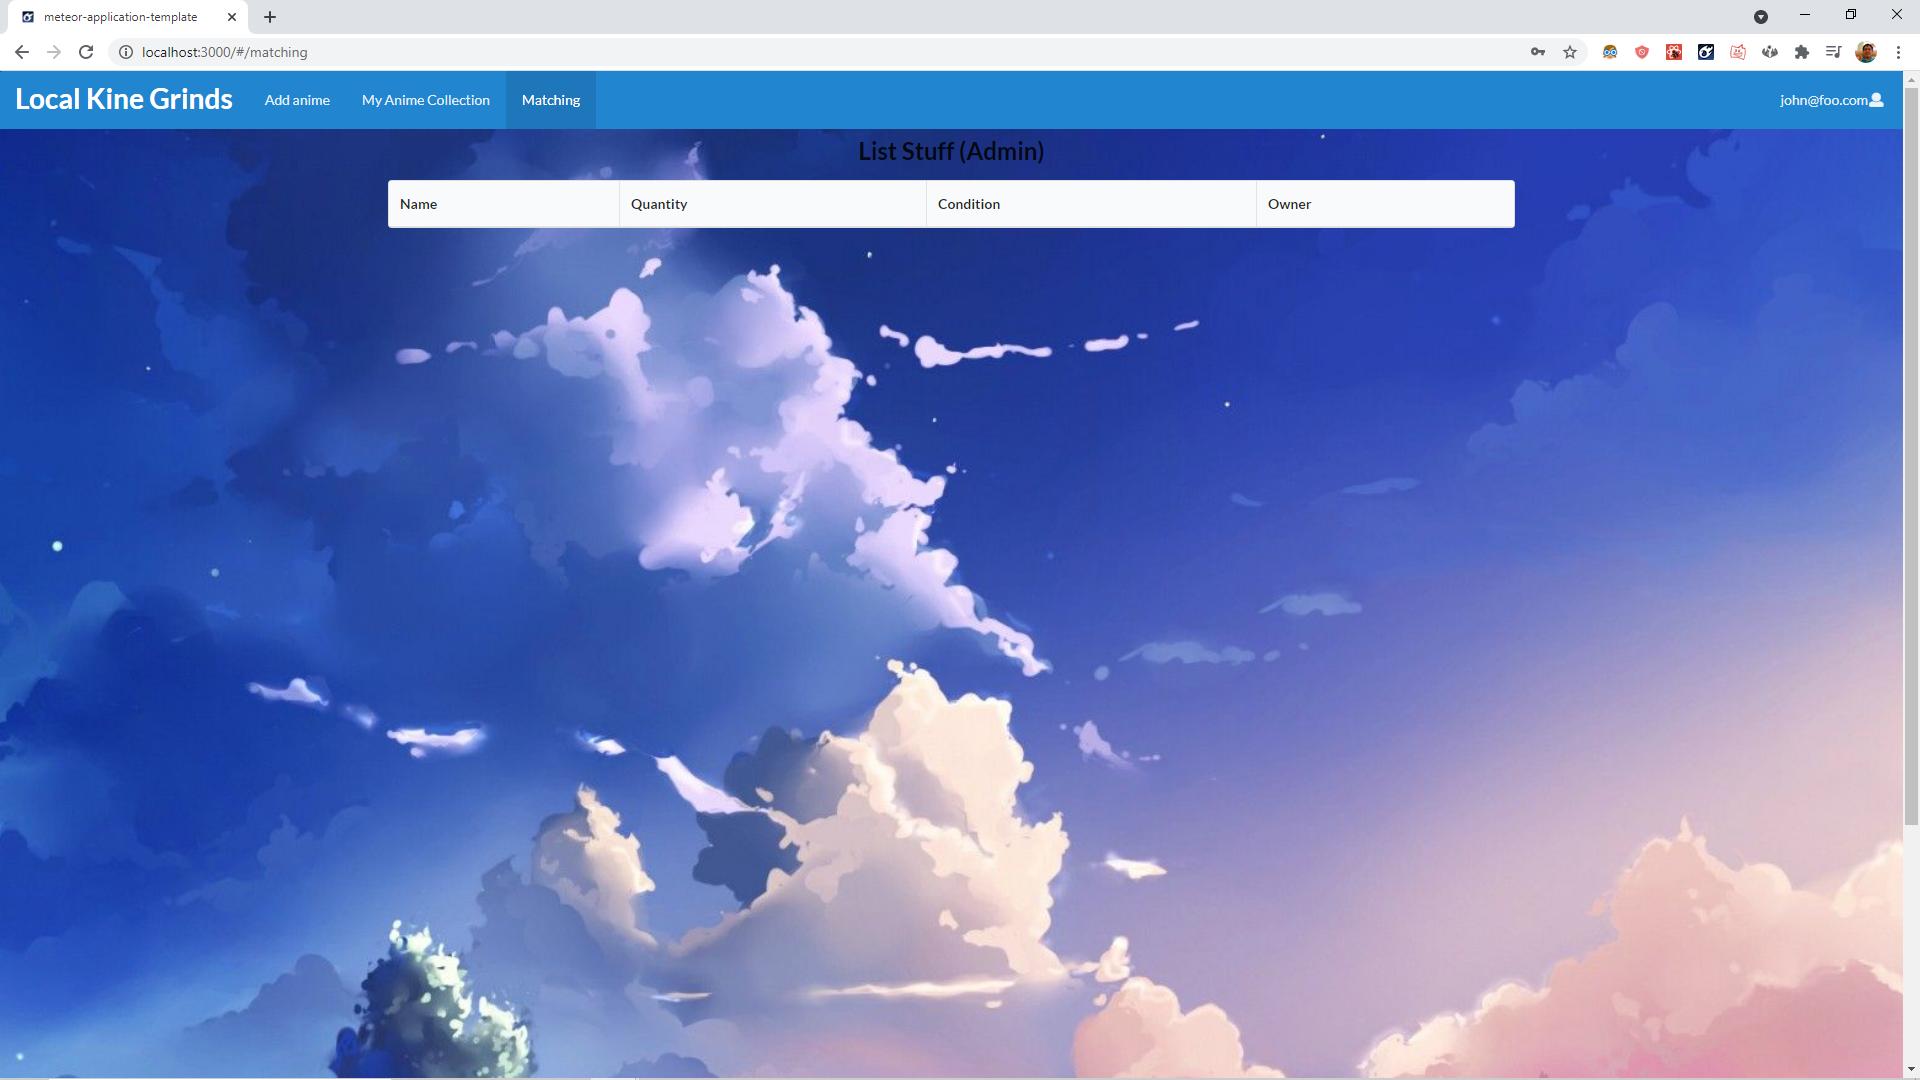 meteor-application-template
localhost:3000/#/matching
Local Kine Grinds
Add anime
My Anime Collection
Matching
john@foo.com
List Stuff (Admin)
Name
Quantity
Condition
Owner